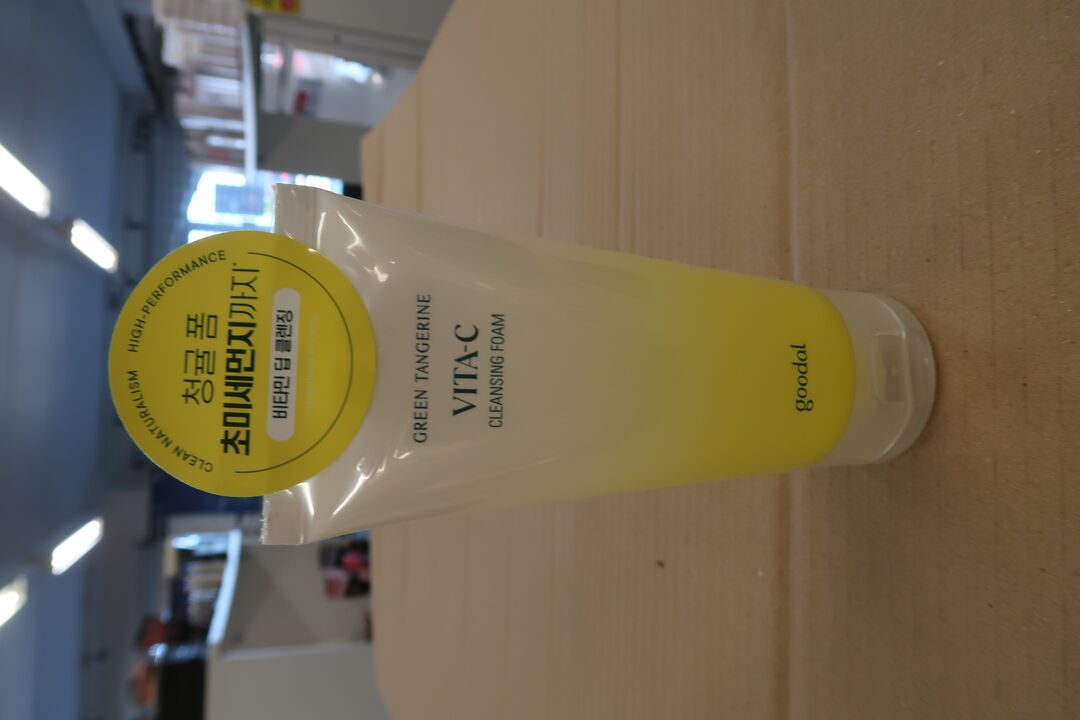 CLEAN NATURALISM HIGH-PERFORMANCE
청귤 폼
초미세먼지까지*
비타민 딥 클렌징
GREEN TANGERINE
VITA-C
CLEANSING FOAM
goodal